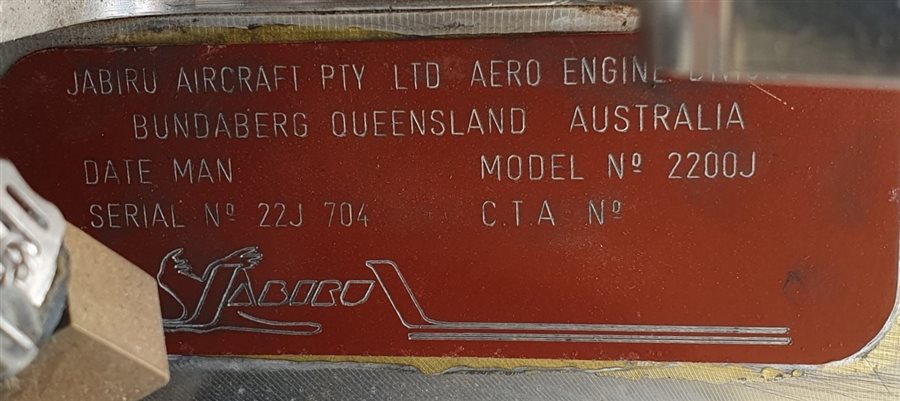 JABIRU AIRCRAFT PTY LTD AERO ENGINE
BUNDABERG QUEENSLAND AUSTRALIA
DATE MAN
MODEL Nº 2200J
SERIAL Nº 22J 704
C.T.A Nº
JABIRU